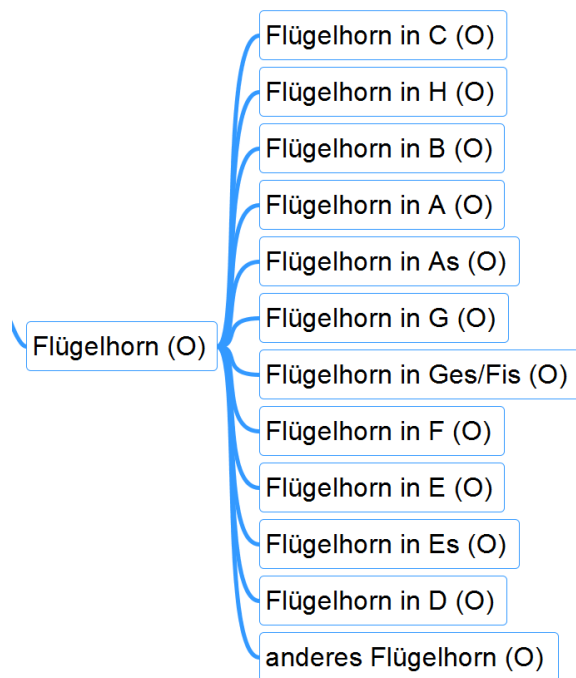 Flügelhorn in C (O)
Flügelhorn in H (O)
Flügelhorn in B (O)
Flügelhorn in A (O)
Flügelhorn in As (O)
Flügelhorn in G (O)
Flügelhorn (O)
Flügelhorn in Ges/Fis (O)
Flügelhorn in F (O)
Flügelhorn in E (O)
Flügelhorn in Es (O)
Flügelhorn in D (O)
anderes Flügelhorn (O)